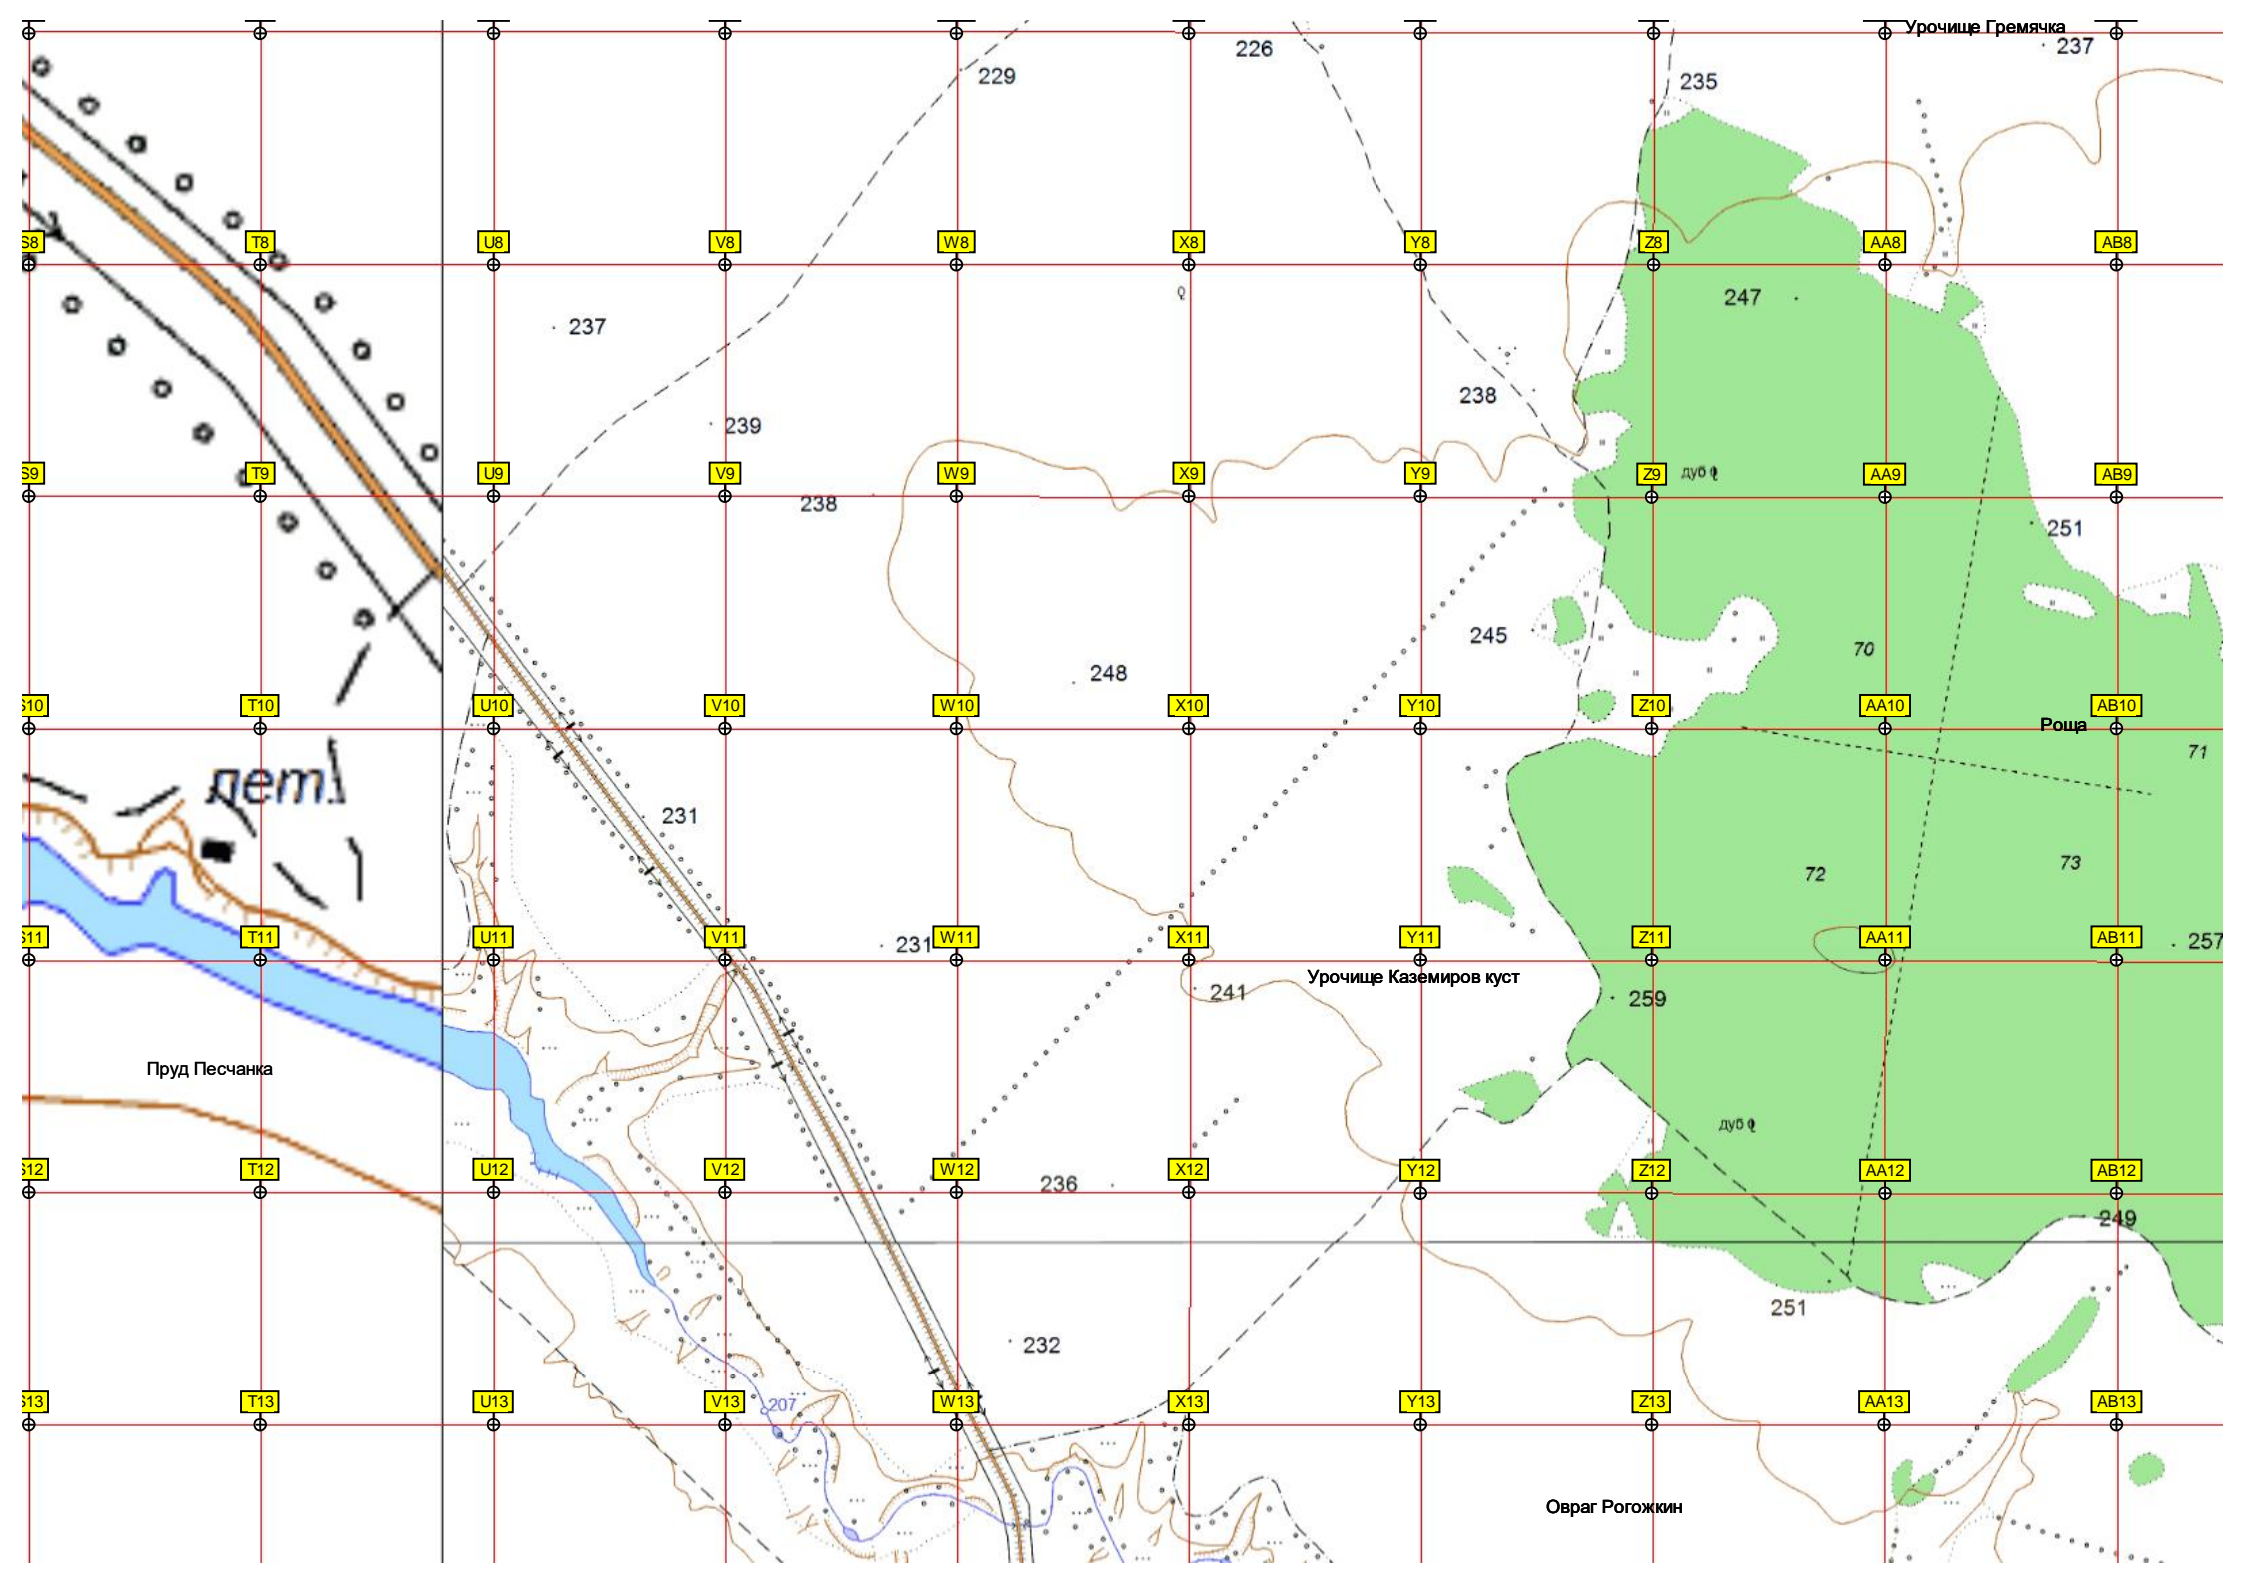 Урочище Гремячка
226
237
229
235
S8 T8 U8 V8 W8 X8 Y8 Z8 AA8 AB8
247
237
238
239
S9 T9 U9 V9 W9 X9 Y9 Z9 дуб AA9 AB9
238
251
245
70
248
S10 T10 U10 V10 W10 X10 Y10 Z10 AA10 Роща AB10
71
лет.
231
73
72
S11 T11 U11 V11 231 W11 X11 Y11 Z11 AA11 AB11 257
Урочище Каземиров куст
241
259
Пруд Песчанка
дуб
S12 T12 U12 V12 W12 X12 Y12 Z12 AA12 AB12
236
249
251
232
S13 T13 U13 V13 207 W13 X13 Y13 Z13 AA13 AB13
Овраг Рогожкин